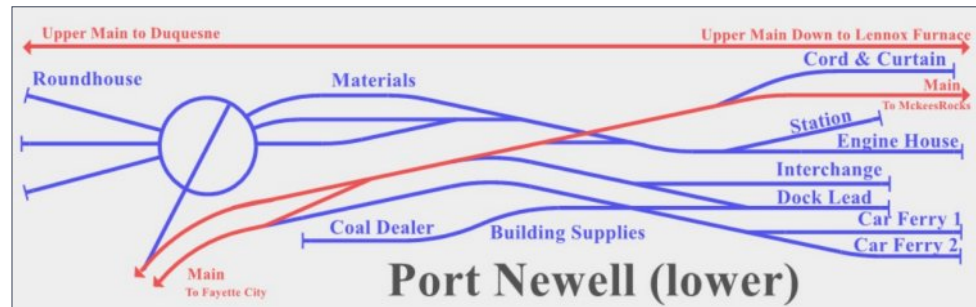 Upper Main to Duquesne
Upper Main Down to Lennox Furnace
Roundhouse
Materials
Cord & Curtain
Main
To MckeesRocks
Station
Engine House
Interchange
Dock Lead
Coal Dealer
Building Supplies
Car Ferry 1
Car Ferry 2
Main
To Fayette City
Port Newell (lower)